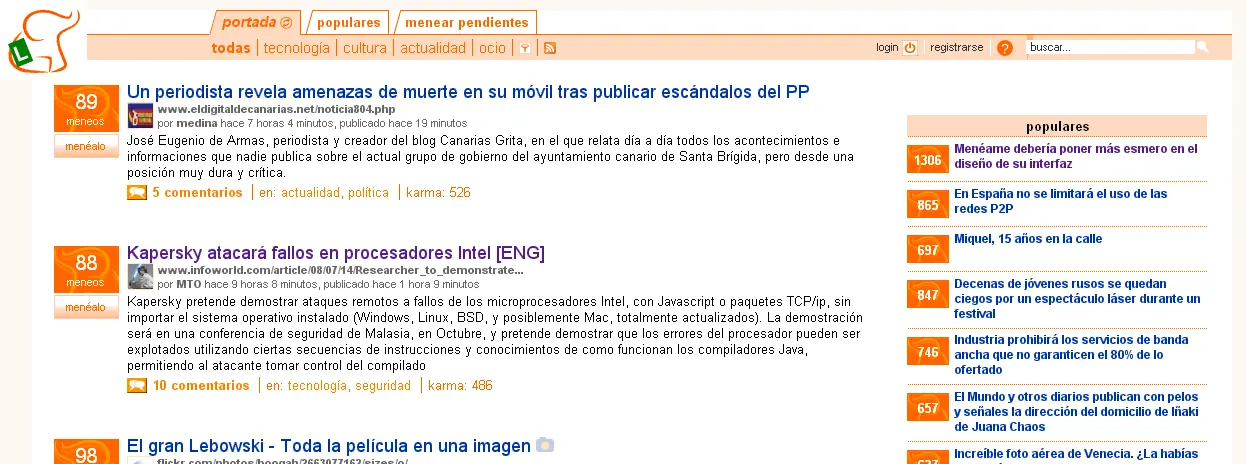 portada
populares
menear pendientes
todas tecnología cultura actualidad ocio
login registrarse ? buscar...
L
89
meneos
menéalo
Un periodista revela amenazas de muerte en su móvil tras publicar escándalos del PP
www.eldigitaldecanarias.net/noticia804.php
por medina hace 7 horas 4 minutos, publicado hace 19 minutos
José Eugenio de Armas, periodista y creador del blog Canarias Grita, en el que relata día a día todos los acontecimientos e
informaciones que nadie publica sobre el actual grupo de gobierno del ayuntamiento canario de Santa Brígida, pero desde una
posición muy dura y crítica.
5 comentarios en: actualidad, política karma: 526
88
meneos
menéalo
Kapersky atacará fallos en procesadores Intel [ENG]
www.infoworld.com/article/08/07/14/Researcher_to_demonstrate...
por MTO hace 9 horas 8 minutos, publicado hace 1 hora 9 minutos
Kapersky pretende demostrar ataques remotos a fallos de los microprocesadores Intel, con Javascript o paquetes TCP/ip, sin
importar el sistema operativo instalado (Windows, Linux, BSD, y posiblemente Mac, totalmente actualizados). La demostración
será en una conferencia de seguridad de Malasia, en Octubre, y pretende demostrar que los errores del procesador pueden ser
explotados utilizando ciertas secuencias de instrucciones y conocimientos de como funcionan los compiladores Java,
permitiendo al atacante tomar control del compilado
10 comentarios en: tecnología, seguridad karma: 486
98
El gran Lebowski - Toda la película en una imagen
flickr.com/photos/boogah/2663077162/sizes/o/
populares
1306
Menéame debería poner más esmero en el
diseño de su interfaz
865
En España no se limitará el uso de las
redes P2P
697
Miquel, 15 años en la calle
847
Decenas de jóvenes rusos se quedan
ciegos por un espectáculo láser durante un
festival
746
Industria prohibirá los servicios de banda
ancha que no garanticen el 80% de lo
ofertado
657
El Mundo y otros diarios publican con pelos
y señales la dirección del domicilio de Iñaki
de Juana Chaos
Increíble foto aérea de Venecia. ¿La habías